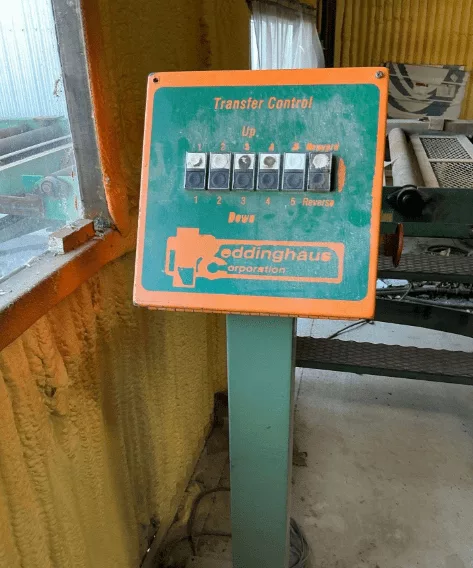 Transfer Control
Up
1 2 3 4 5 Forward
1 2 3 4 5 Reverse
Down
Peddinghaus
Corporation